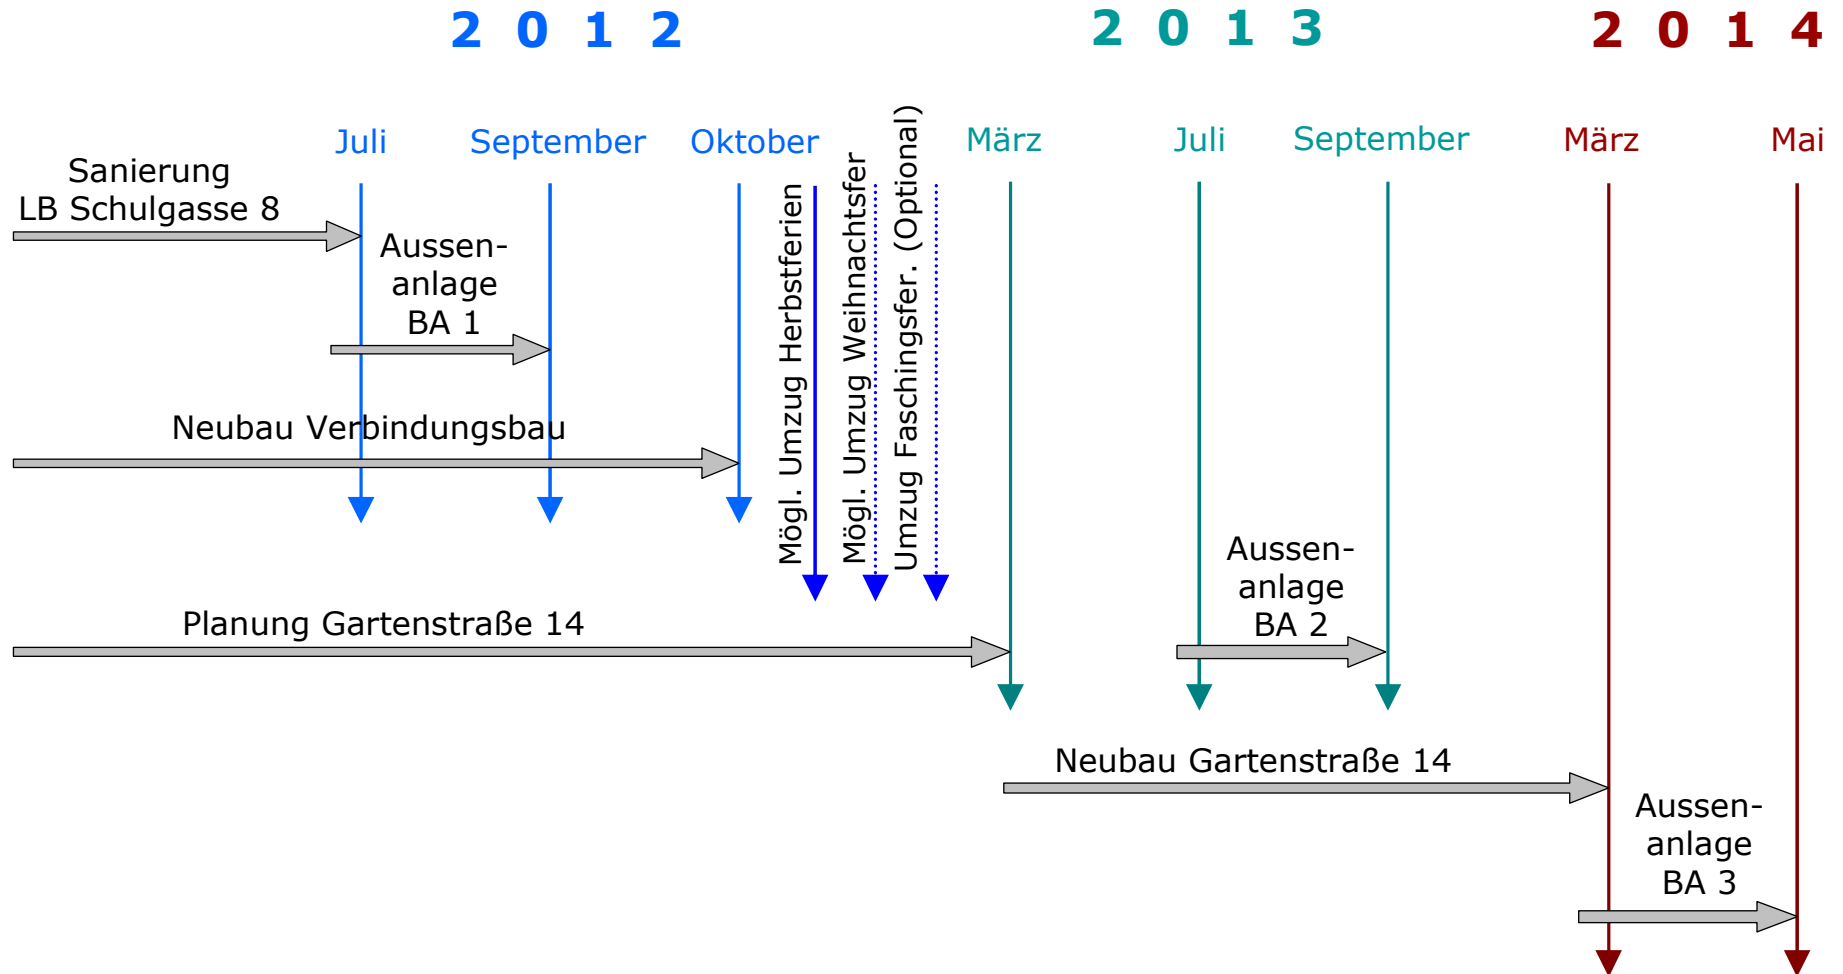 2 0 1 2
2 0 1 3
2 0 1 4
Juli
September
Oktober
März
Juli
September
März
Mai
Sanierung
LB Schulgasse 8
Aussen-
anlage
BA 1
Neubau Verbindungsbau
Mögl. Umzug Herbstferien
Mögl. Umzug Weihnachtsfer
Umzug Faschingsfer. (Optional)
Planung Gartenstraße 14
Aussen-
anlage
BA 2
Neubau Gartenstraße 14
Aussen-
anlage
BA 3